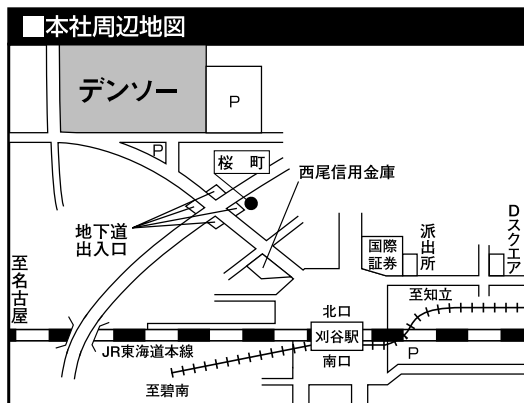 ■本社周辺地図
デンソー
P
P
桜 町
西尾信用金庫
地下道
出入口
国際
証券
派出所
Dスクエア
至名古屋
至知立
北口
刈谷駅
南口
JR東海道本線
P
至碧南